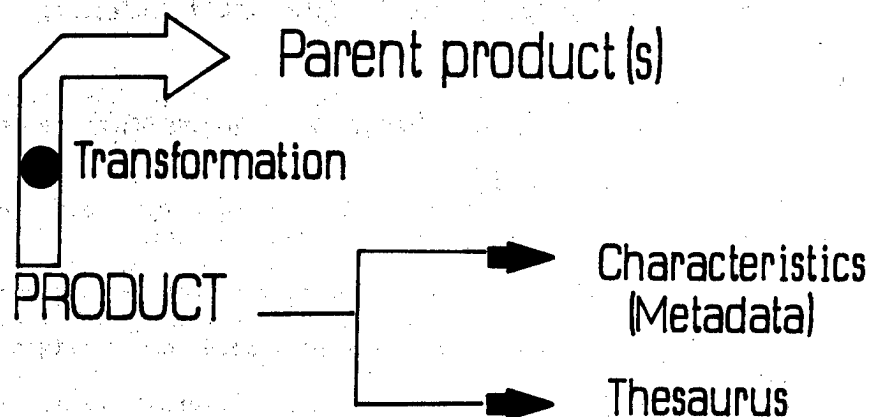 Parent product(s)
Transformation
PRODUCT
Characteristics
(Metadata)
Thesaurus